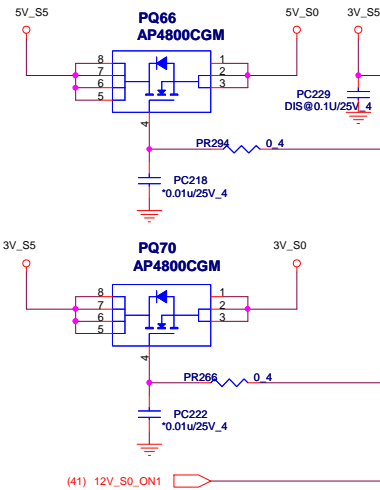 5V_S5 PQ66 5V_S0 3V_S5
AP4800CGM
8 1
7 2
6 3
5
4
PC229
DIS@0.1U/25V_4
PR294 0_4
PC218
*0.01u/25V_4
3V_S5 PQ70 3V_S0
AP4800CGM
8 1
7 2
6 3
5
4
PR266 0_4
PC222
*0.01u/25V_4
(41) 12V_S0_ON1